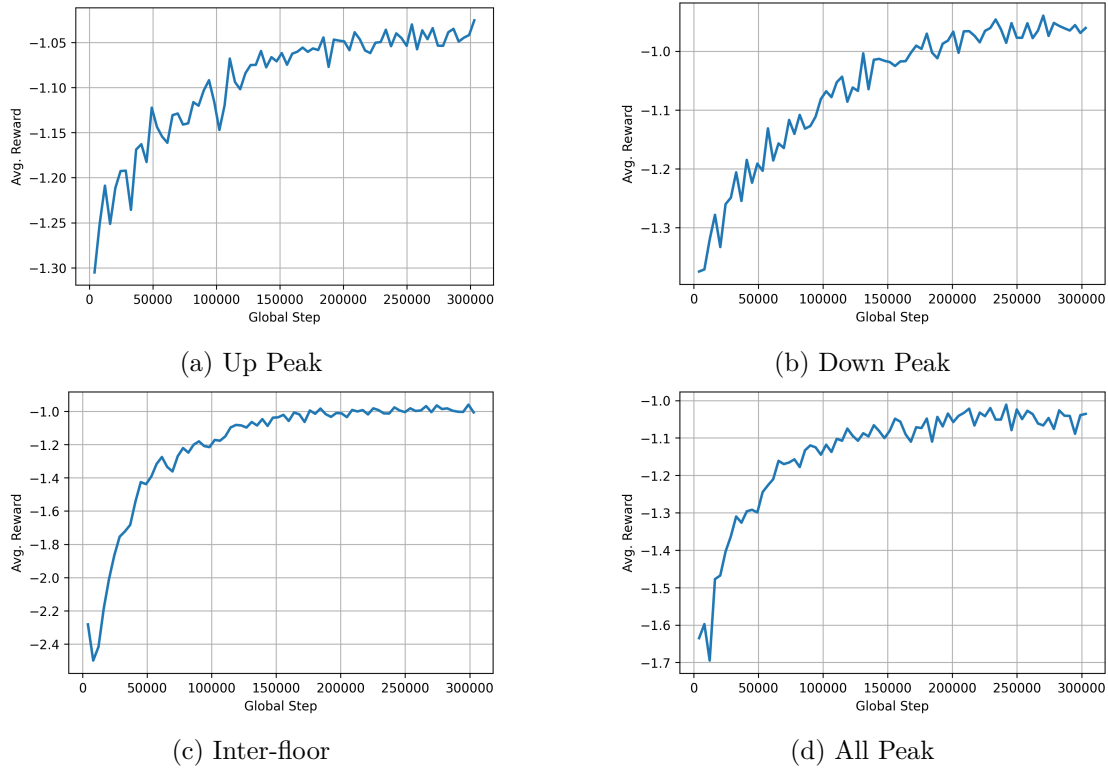 −1.05
−1.10
−1.15
−1.20
−1.25
−1.30
Avg. Reward
0 50000 100000 150000 200000 250000 300000
Global Step
(a) Up Peak
−1.0
−1.1
−1.2
−1.3
Avg. Reward
0 50000 100000 150000 200000 250000 300000
Global Step
(b) Down Peak
−1.0
−1.2
−1.4
−1.6
−1.8
−2.0
−2.2
−2.4
Avg. Reward
0 50000 100000 150000 200000 250000 300000
Global Step
(c) Inter-floor
−1.0
−1.1
−1.2
−1.3
−1.4
−1.5
−1.6
−1.7
Avg. Reward
0 50000 100000 150000 200000 250000 300000
Global Step
(d) All Peak